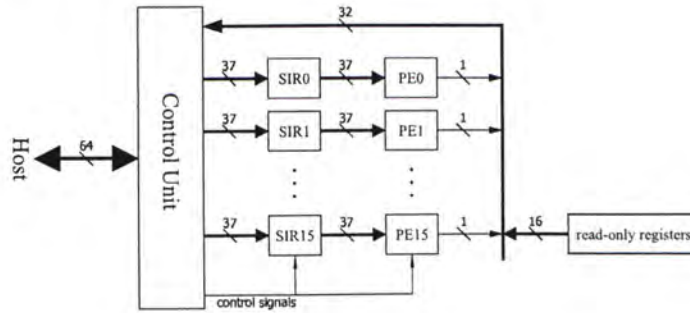 32
37 SIR0 37 PE0 1
37 SIR1 37 PE1 1
Host 64 Control Unit
37 SIR15 37 PE15 1 16 read-only registers
control signals